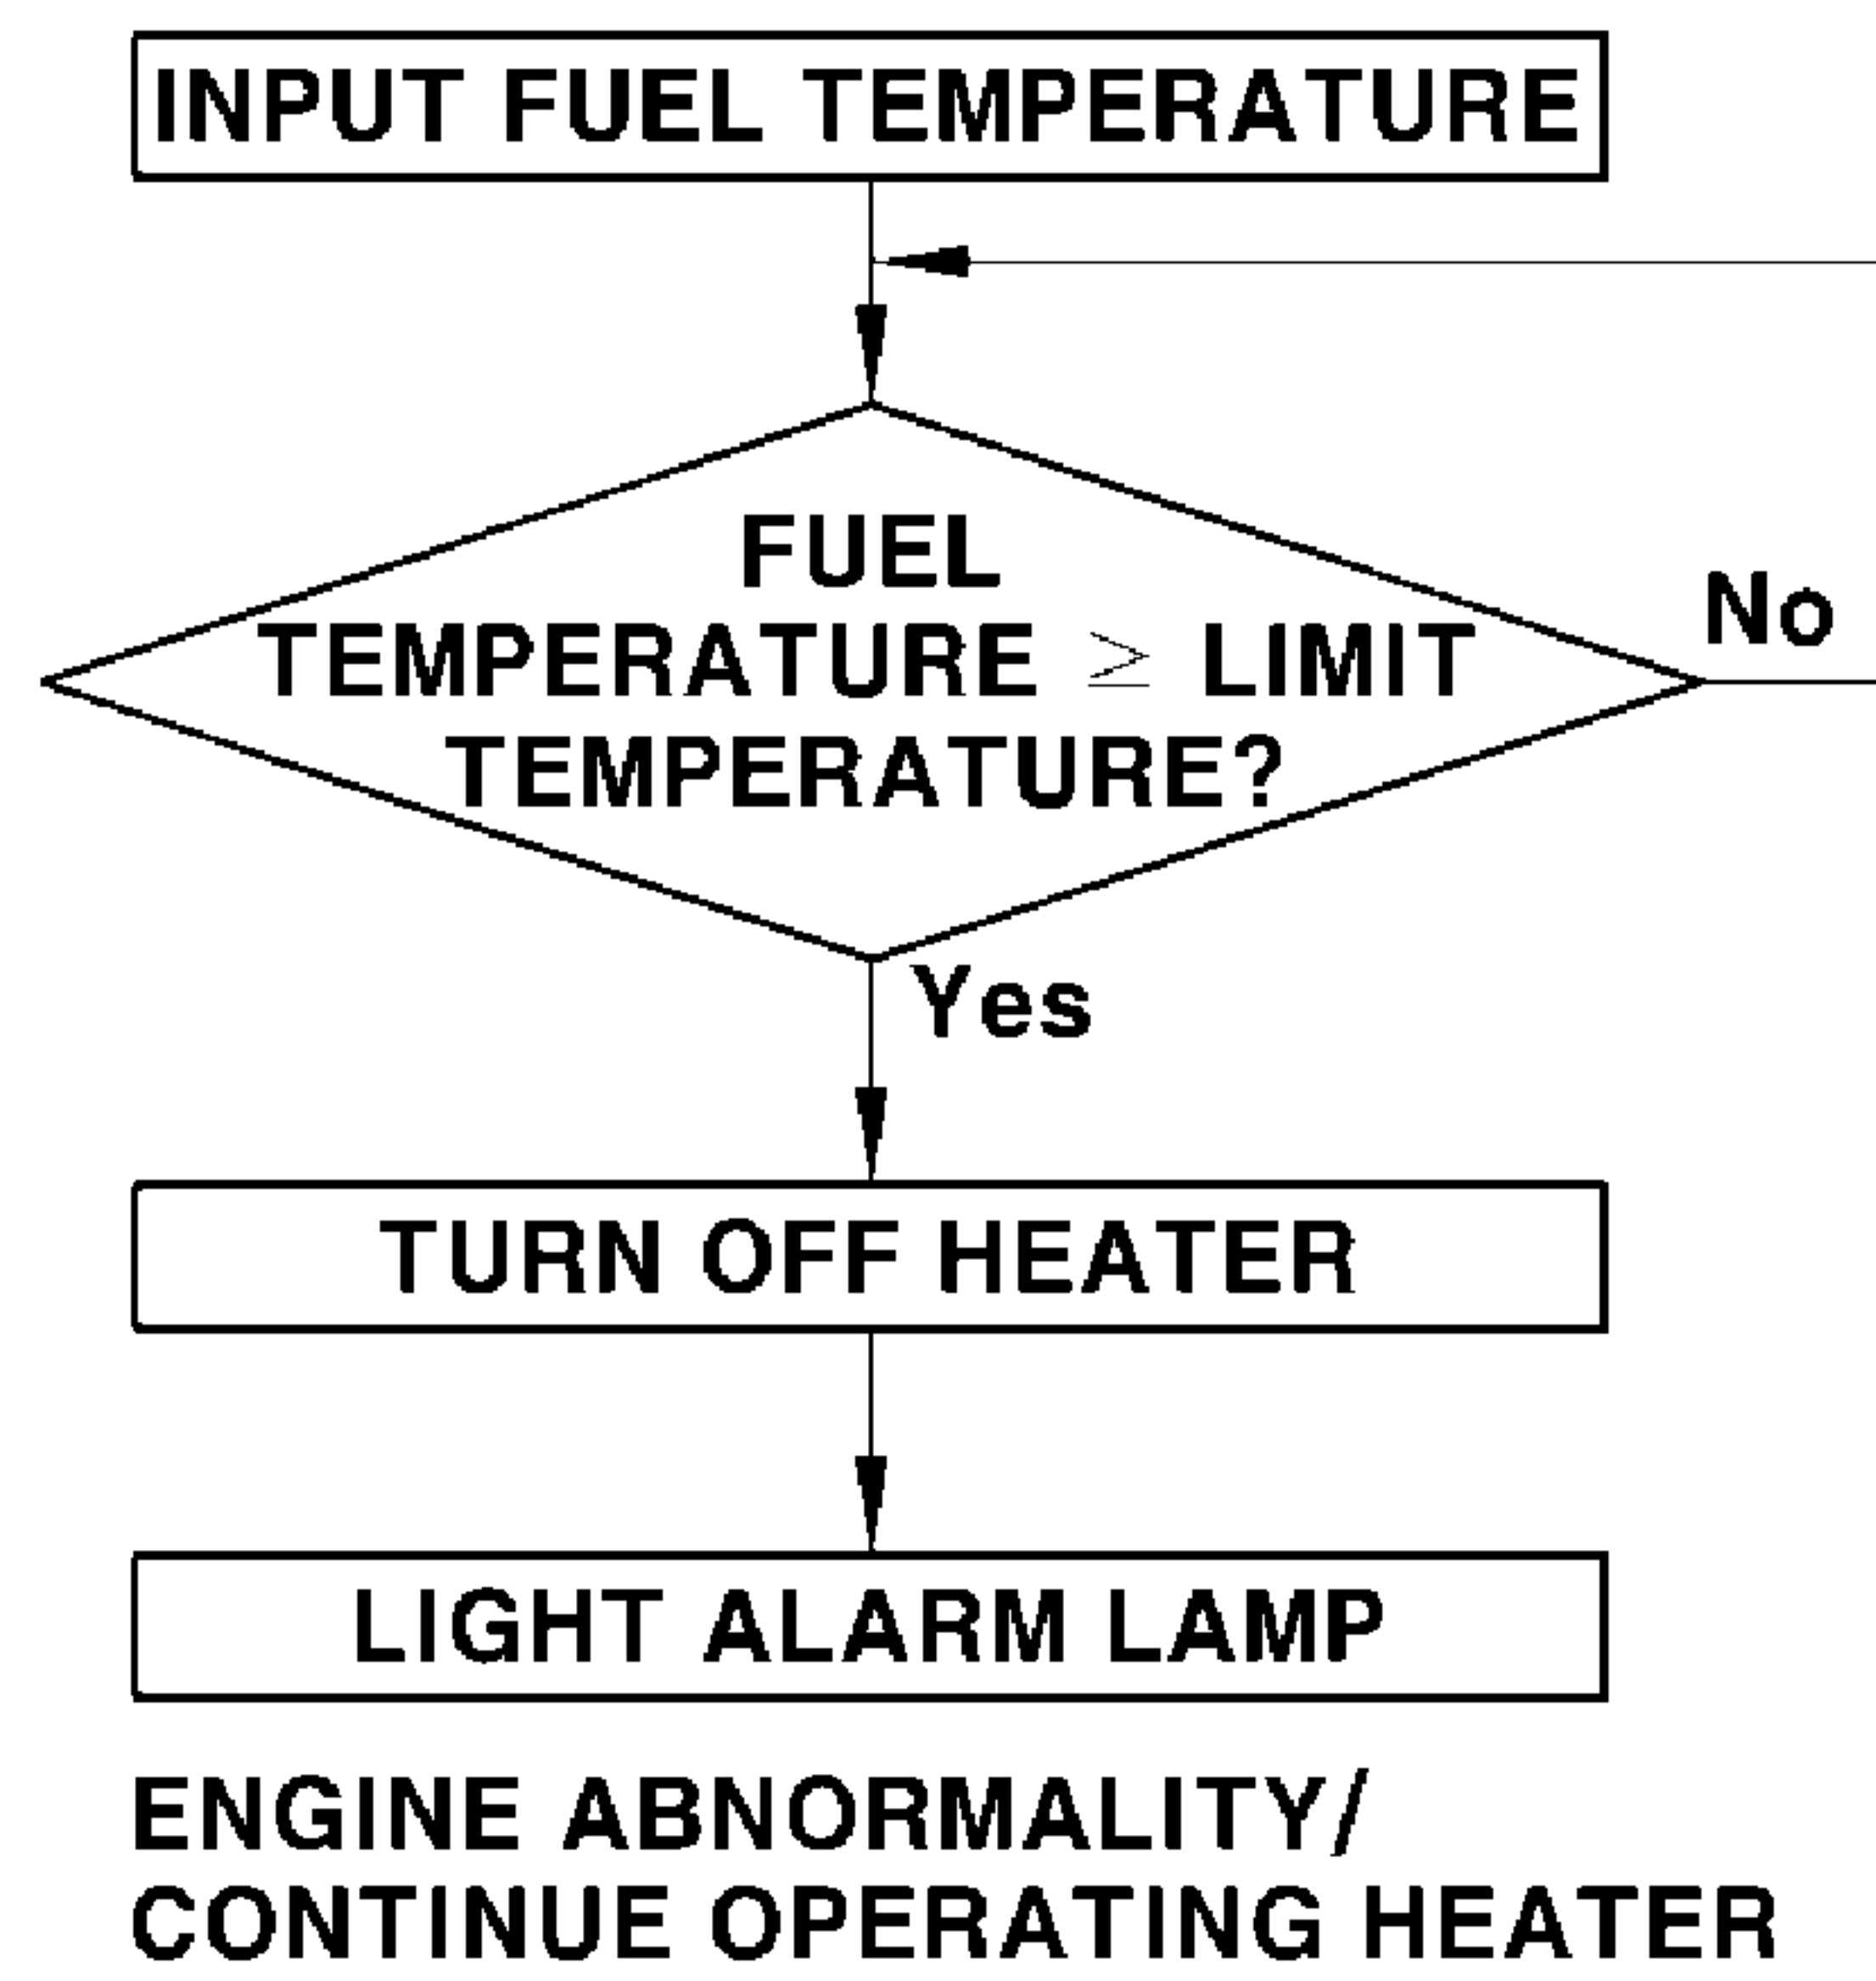 INPUT FUEL TEMPERATURE
FUEL
TEMPERATURE ≥ LIMIT
TEMPERATURE?
No
Yes
TURN OFF HEATER
LIGHT ALARM LAMP
ENGINE ABNORMALITY/
CONTINUE OPERATING HEATER